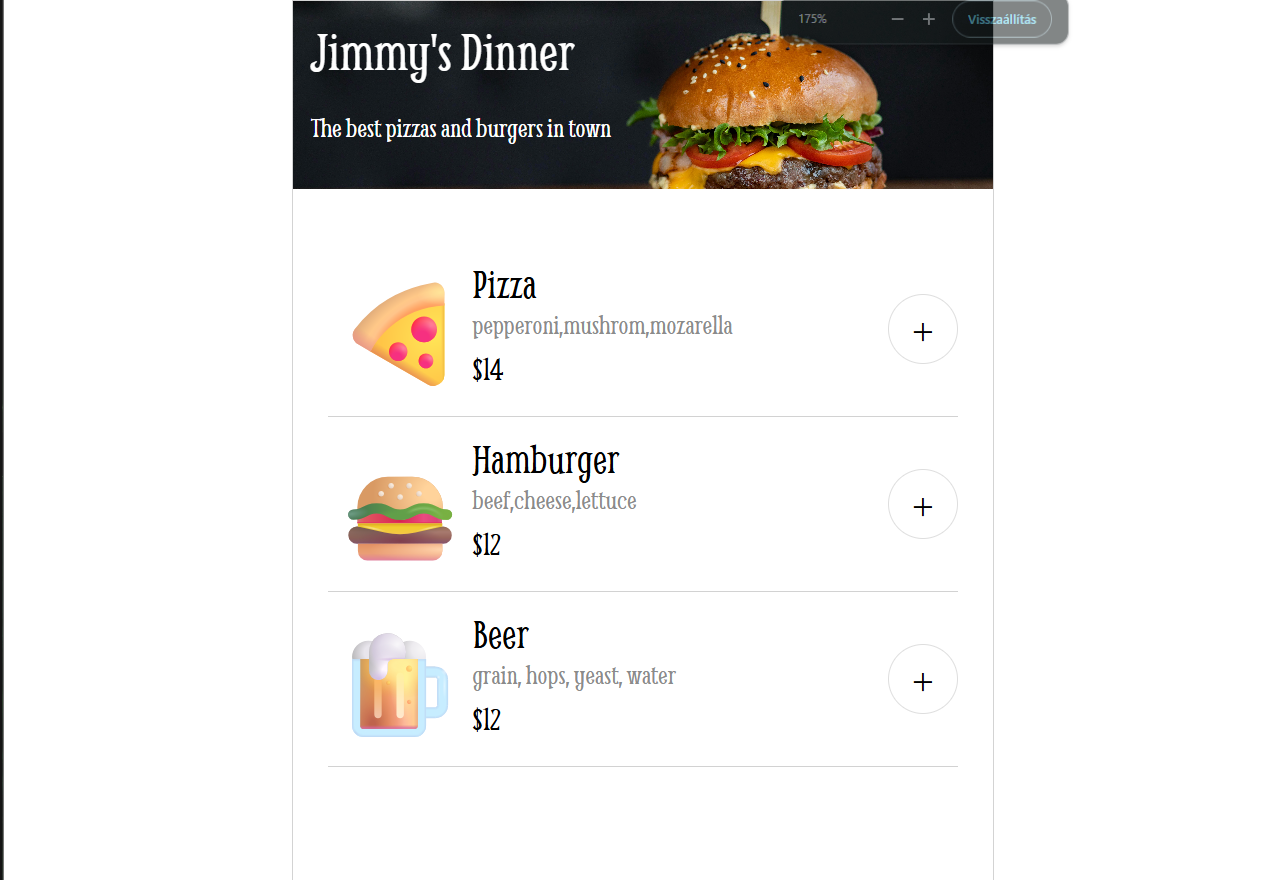 175%
Visszaállítás
Jimmy's Dinner
The best pizzas and burgers in town
Pizza
pepperoni,mushrom,mozarella
$14
+
Hamburger
beef,cheese,lettuce
$12
+
Beer
grain, hops, yeast, water
$12
+